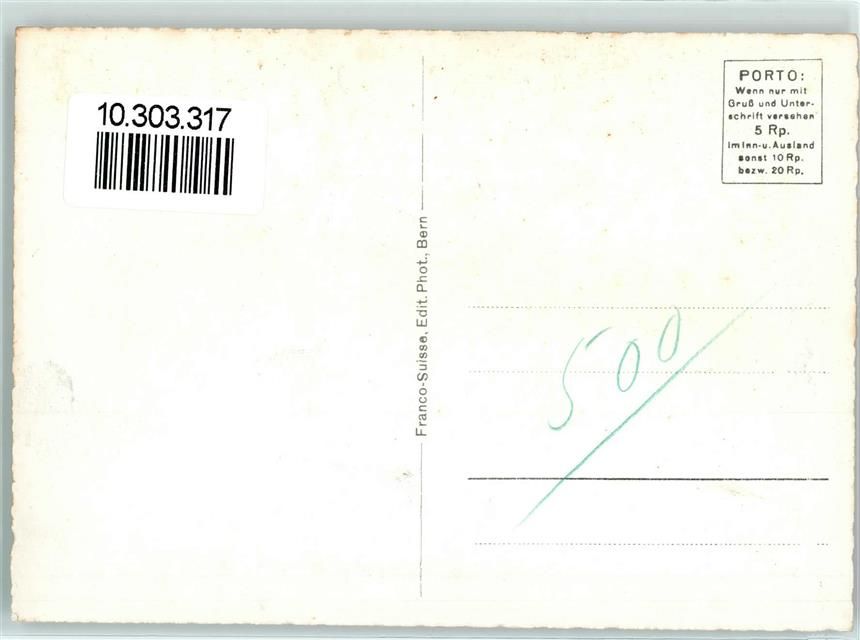 10.303.317
PORTO:
Wenn nur mit
Gruß und Unter-
schrift versehen
5 Rp.
im Inn- u. Ausland
sonst 10 Rp.
bezw. 20 Rp.
Franco-Suisse, Edit. Phot., Bern
500